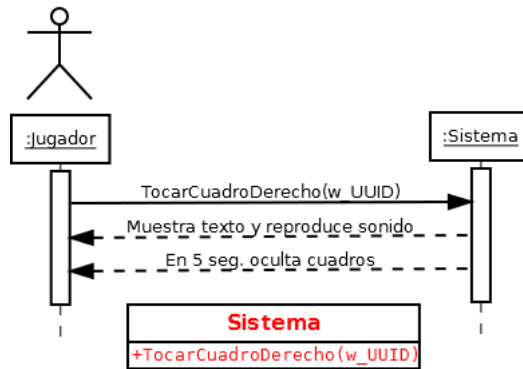 :Jugador
:Sistema
TocarCuadroDerecho(w_UUID)
Muestra texto y reproduce sonido
En 5 seg. oculta cuadros
Sistema
+TocarCuadroDerecho(w_UUID)